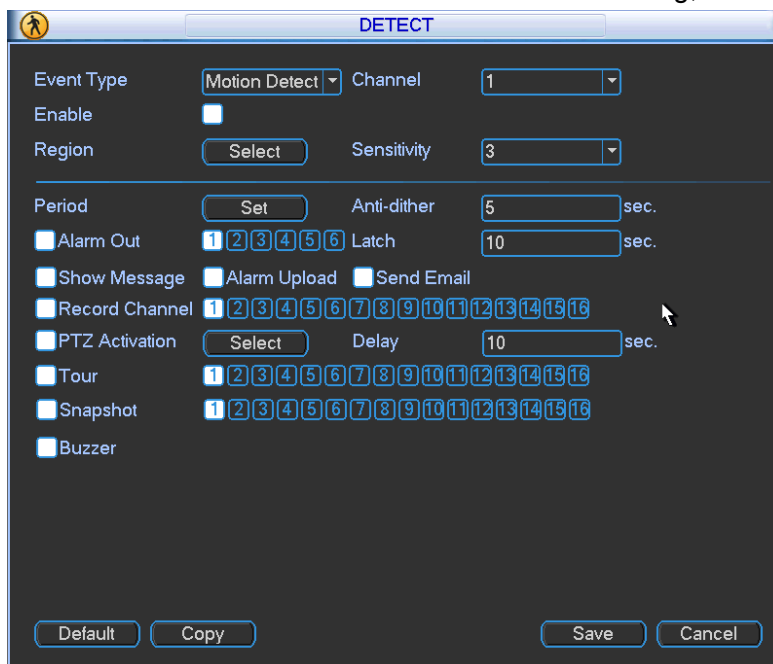 DETECT
Event Type Motion Detect Channel 1
Enable
Region Select Sensitivity 3
Period Set Anti-dither 5 sec.
Alarm Out 1 2 3 4 5 6 Latch 10 sec.
Show Message Alarm Upload Send Email
Record Channel 1 2 3 4 5 6 7 8 9 10 11 12 13 14 15 16
PTZ Activation Select Delay 10 sec.
Tour 1 2 3 4 5 6 7 8 9 10 11 12 13 14 15 16
Snapshot 1 2 3 4 5 6 7 8 9 10 11 12 13 14 15 16
Buzzer
Default Copy Save Cancel